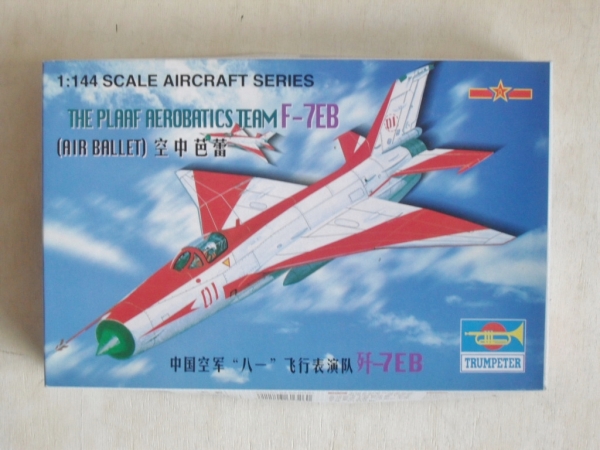 1:144 SCALE AIRCRAFT SERIES
THE PLAAF AEROBATICS TEAM F-7EB
(AIR BALLET) 空中芭蕾
01
01
中国空军“八一”飞行表演队 歼-7EB
TRUMPETER